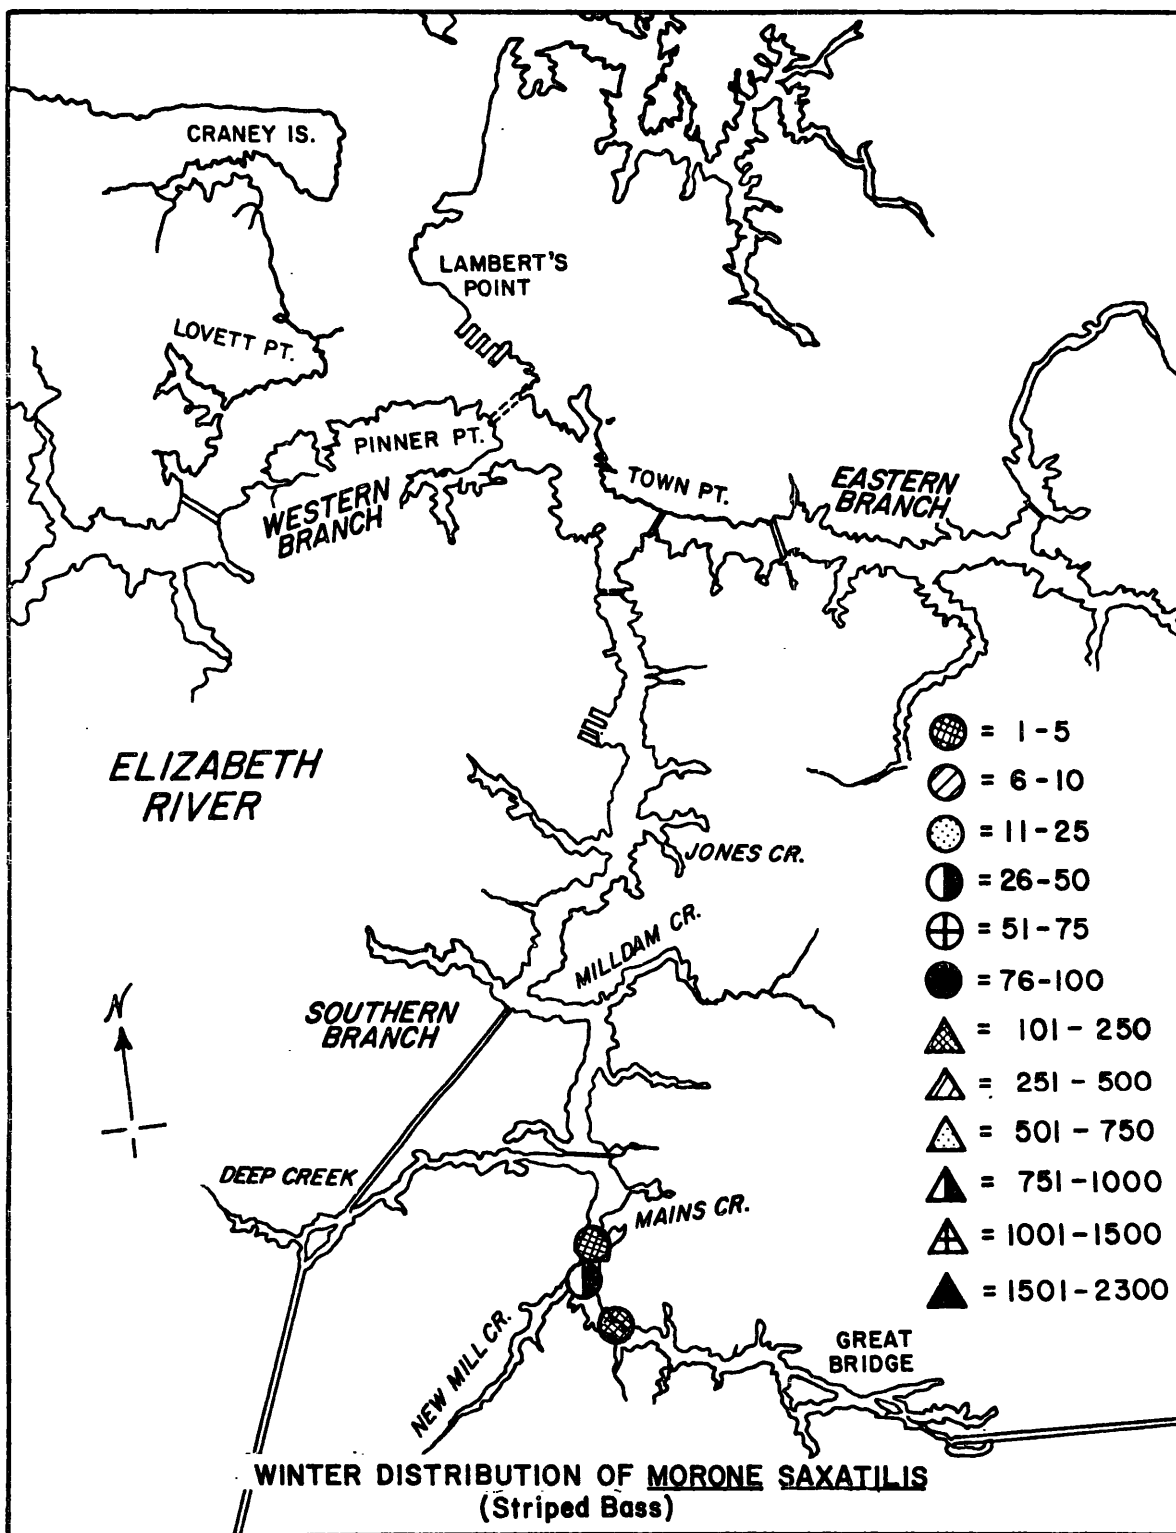 CRANEY IS.
LAMBERT'S
POINT
LOVETT PT.
PINNER PT.
WESTERN
BRANCH
TOWN PT.
EASTERN
BRANCH
ELIZABETH
RIVER
= 1-5
= 6-10
= 11-25
= 26-50
= 51-75
= 76-100
= 101-250
= 251-500
= 501-750
= 751-1000
= 1001-1500
= 1501-2300
JONES CR.
MILLDAM CR.
SOUTHERN
BRANCH
N
DEEP CREEK
MAINS CR.
NEW MILL CR.
GREAT
BRIDGE
WINTER DISTRIBUTION OF MORONE SAXATILIS
(Striped Bass)